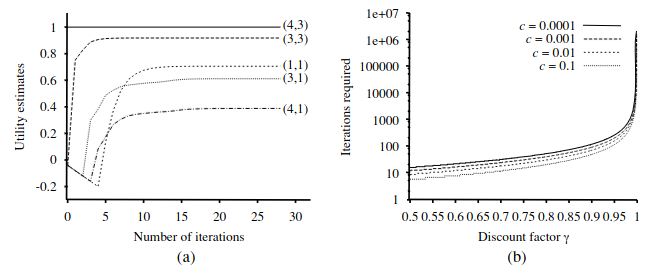 1
0.8
0.6
0.4
0.2
0
-0.2
Utility estimates
(4,3)
(3,3)
(1,1)
(3,1)
(4,1)
0 5 10 15 20 25 30
Number of iterations
(a)
1e+07
1e+06
100000
10000
1000
100
10
1
Iterations required
c = 0.0001
c = 0.001
c = 0.01
c = 0.1
0.5 0.55 0.6 0.65 0.7 0.75 0.8 0.85 0.9 0.95 1
Discount factor γ
(b)